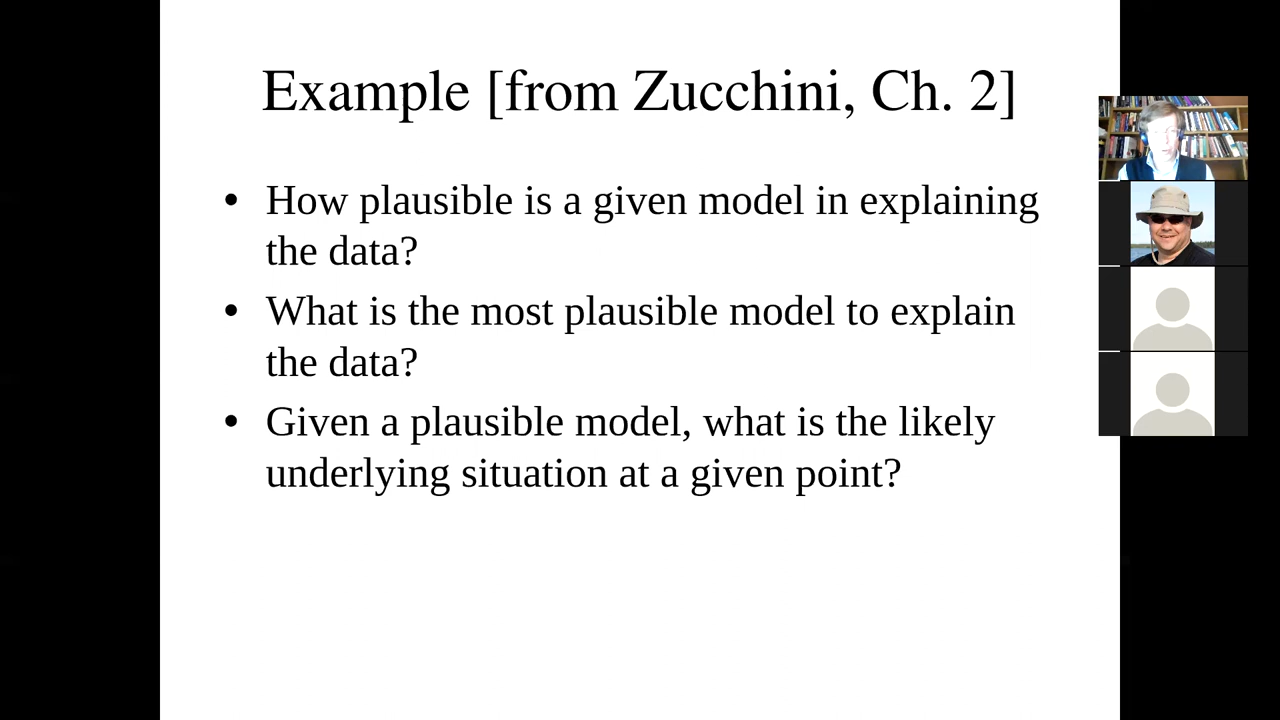 Example [from Zucchini, Ch. 2]
• How plausible is a given model in explaining
the data?
• What is the most plausible model to explain
the data?
• Given a plausible model, what is the likely
underlying situation at a given point?